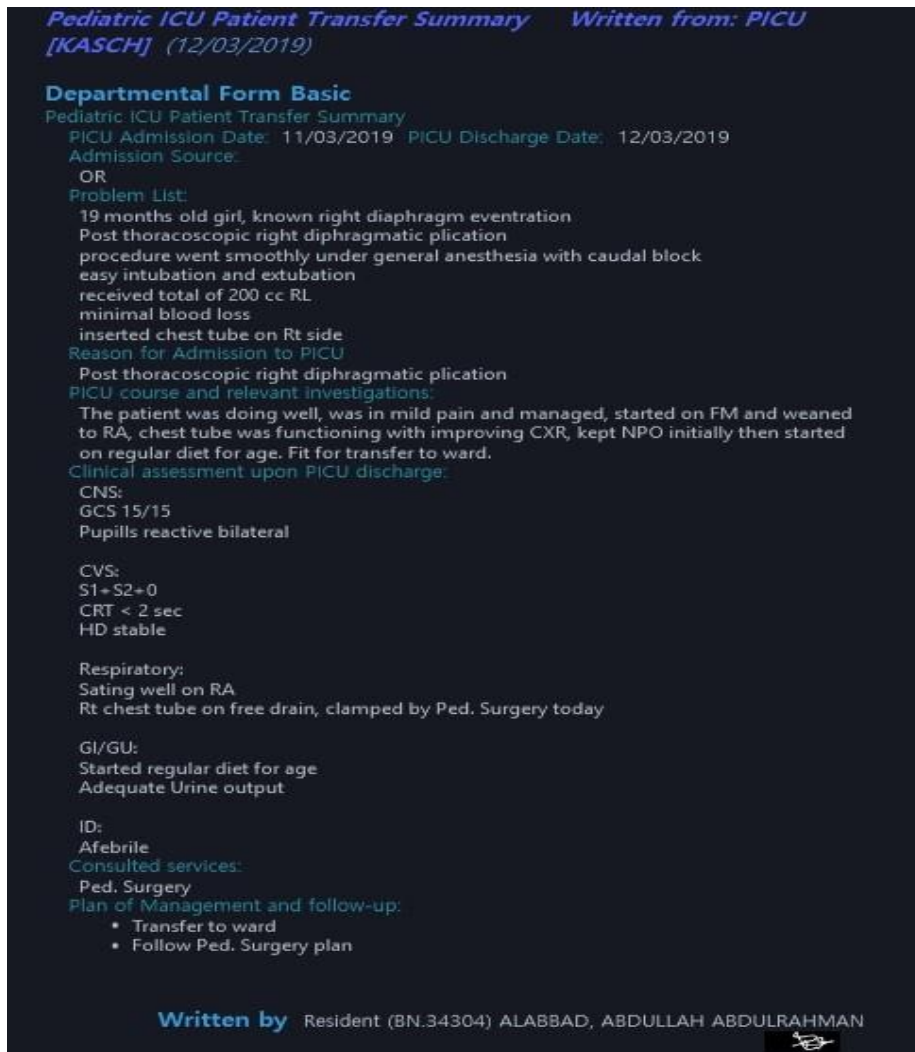 Pediatric ICU Patient Transfer Summary Written from: PICU
[KASCH] (12/03/2019)
Departmental Form Basic
Pediatric ICU Patient Transfer Summary
PICU Admission Date: 11/03/2019 PICU Discharge Date: 12/03/2019
Admission Source:
OR
Problem List:
19 months old girl, known right diaphragm eventration
Post thoracoscopic right diphragmatic plication
procedure went smoothly under general anesthesia with caudal block
easy intubation and extubation
received total of 200 cc RL
minimal blood loss
inserted chest tube on Rt side
Reason for Admission to PICU
Post thoracoscopic right diphragmatic plication
PICU course and relevant investigations:
The patient was doing well, was in mild pain and managed, started on FM and weaned
to RA, chest tube was functioning with improving CXR, kept NPO initially then started
on regular diet for age. Fit for transfer to ward.
Clinical assessment upon PICU discharge:
CNS:
GCS 15/15
Pupills reactive bilateral
CVS:
S1+S2+0
CRT < 2 sec
HD stable
Respiratory:
Sating well on RA
Rt chest tube on free drain, clamped by Ped. Surgery today
GI/GU:
Started regular diet for age
Adequate Urine output
ID:
Afebrile
Consulted services:
Ped. Surgery
Plan of Management and follow-up:
• Transfer to ward
• Follow Ped. Surgery plan
Written by Resident (BN.34304) ALABBAD, ABDULLAH ABDULRAHMAN